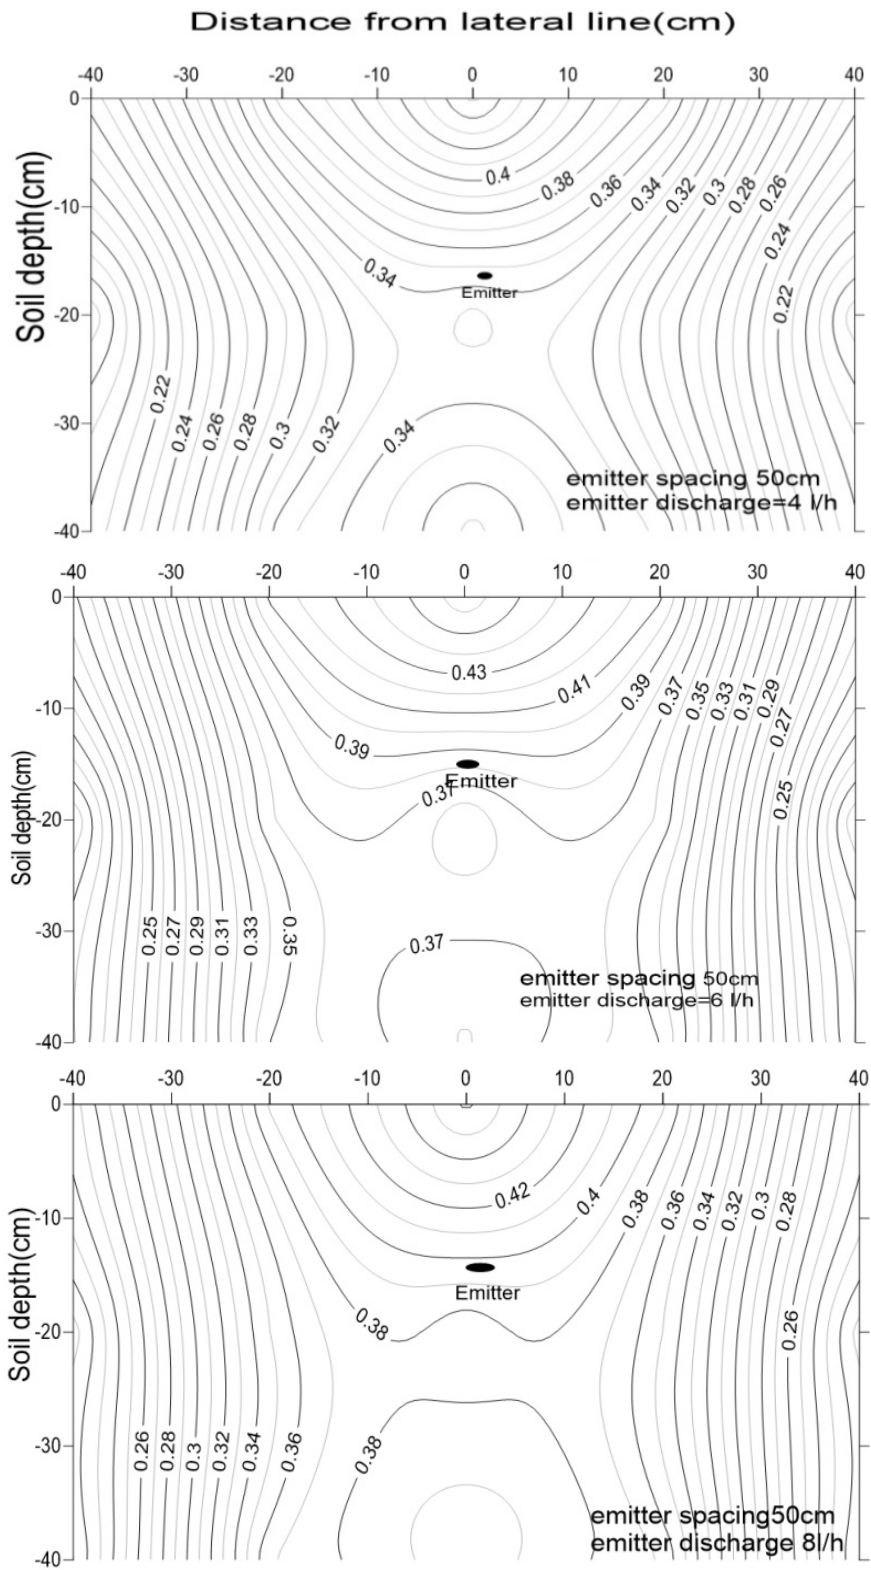 Distance from lateral line(cm)
-40 -30 -20 -10 0 10 20 30 40
0
-10
-20
-30
-40
Soil depth(cm)
0.4 0.38 0.36 0.34 0.32 0.3 0.28 0.26
0.24
0.34
Emitter
0.22
0.22
0.24 0.26 0.28 0.3 0.32 0.34
emitter spacing 50cm
emitter discharge=4 l/h
-40 -30 -20 -10 0 10 20 30 40
0
-10
-20
-30
-40
Soil depth(cm)
0.43 0.41 0.39 0.37 0.35 0.33 0.31 0.29
0.27
0.39
Emitter
0.37
0.25
0.25 0.27 0.29 0.31 0.33 0.35
0.37
emitter spacing 50cm
emitter discharge=6 l/h
-40 -30 -20 -10 0 10 20 30 40
0
-10
-20
-30
-40
Soil depth(cm)
0.42 0.4 0.38 0.36 0.34 0.32 0.3 0.28
Emitter
0.38
0.26
0.26 0.28 0.3 0.32 0.34 0.36 0.38
emitter spacing50cm
emitter discharge 8l/h